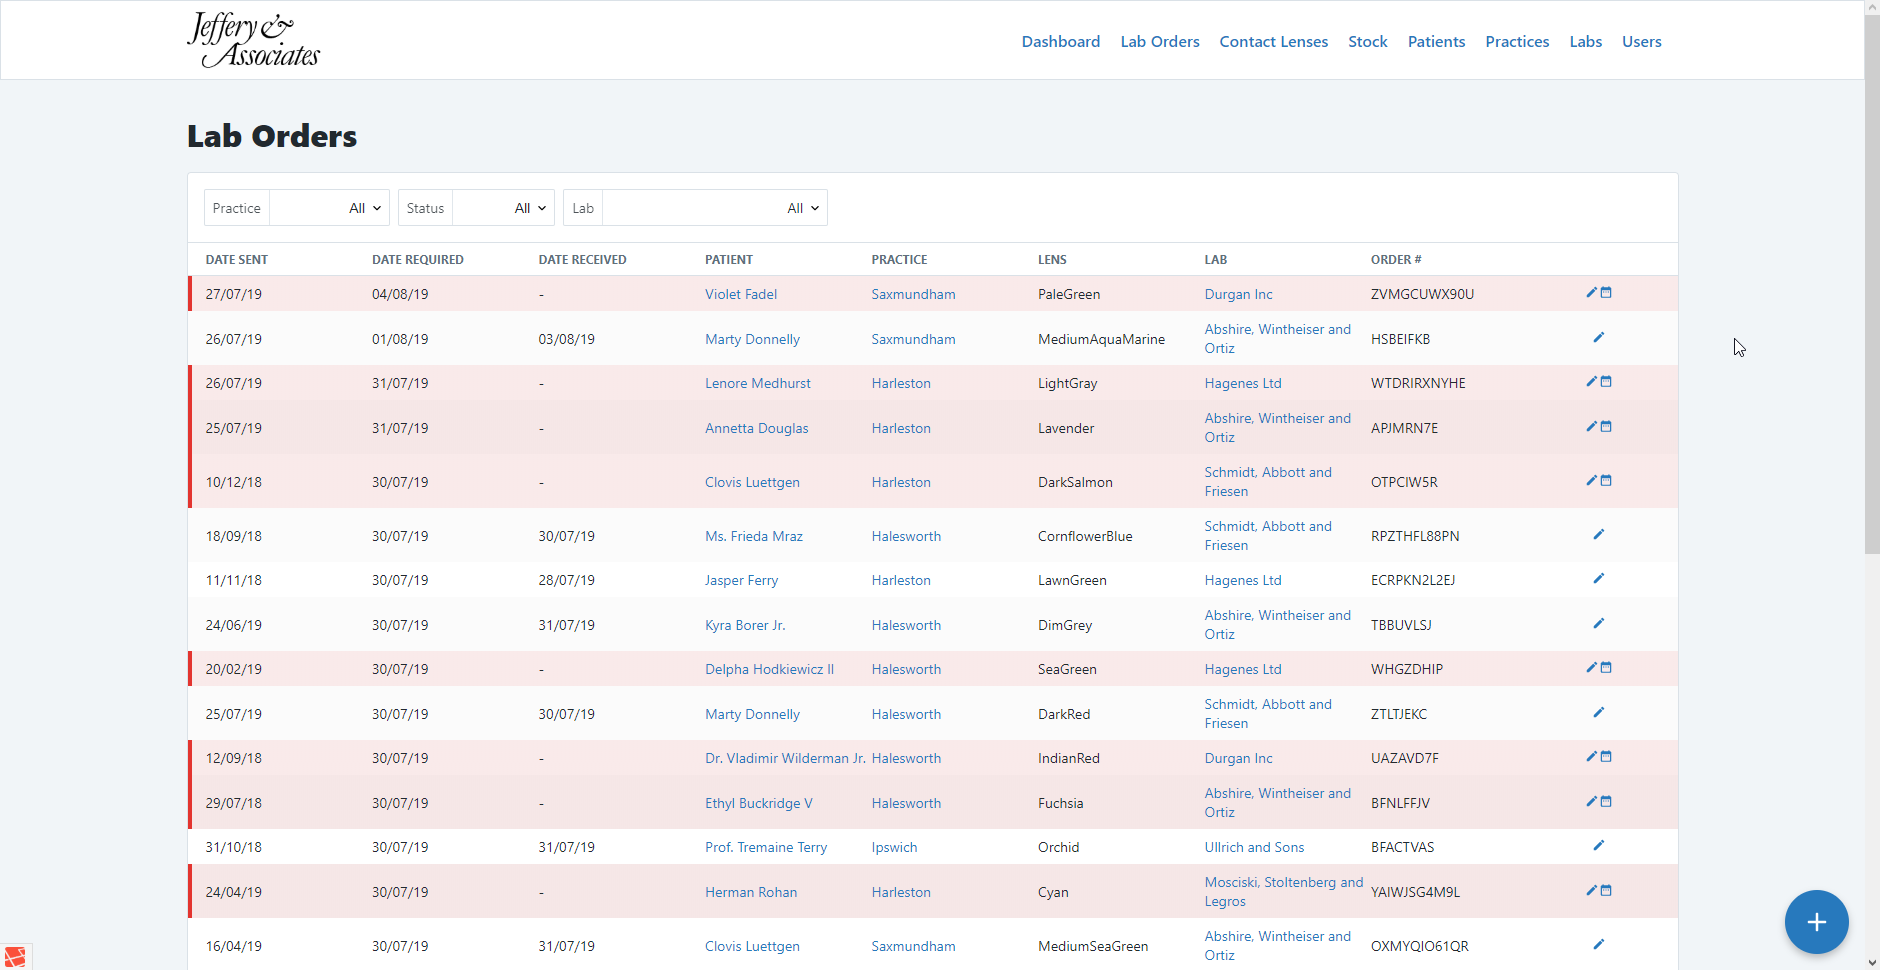 Jeffery &
Associates
Dashboard Lab Orders Contact Lenses Stock Patients Practices Labs Users
Lab Orders
Practice All Status All Lab All
DATE SENT DATE REQUIRED DATE RECEIVED PATIENT PRACTICE LENS LAB ORDER #
27/07/19 04/08/19 - Violet Fadel Saxmundham PaleGreen Durgan Inc ZVMGCUWX90U
26/07/19 01/08/19 03/08/19 Marty Donnelly Saxmundham MediumAquaMarine Abshire, Wintheiser and Ortiz HSBEIFKB
26/07/19 31/07/19 - Lenore Medhurst Harleston LightGray Hagenes Ltd WTDRIRXNYHE
25/07/19 31/07/19 - Annetta Douglas Harleston Lavender Abshire, Wintheiser and Ortiz APJMRN7E
10/12/18 30/07/19 - Clovis Luettgen Harleston DarkSalmon Schmidt, Abbott and Friesen OTPCIW5R
18/09/18 30/07/19 30/07/19 Ms. Frieda Mraz Halesworth CornflowerBlue Schmidt, Abbott and Friesen RPZTHFL88PN
11/11/18 30/07/19 28/07/19 Jasper Ferry Harleston LawnGreen Hagenes Ltd ECRPKN2L2EJ
24/06/19 30/07/19 31/07/19 Kyra Borer Jr. Halesworth DimGrey Abshire, Wintheiser and Ortiz TBBUVLSJ
20/02/19 30/07/19 - Delpha Hodkiewicz II Halesworth SeaGreen Hagenes Ltd WHGZDHIP
25/07/19 30/07/19 30/07/19 Marty Donnelly Halesworth DarkRed Schmidt, Abbott and Friesen ZTLTJEKC
12/09/18 30/07/19 - Dr. Vladimir Wilderman Jr. Halesworth IndianRed Durgan Inc UAZAVD7F
29/07/18 30/07/19 - Ethyl Buckridge V Halesworth Fuchsia Abshire, Wintheiser and Ortiz BFNLFFJV
31/10/18 30/07/19 31/07/19 Prof. Tremaine Terry Ipswich Orchid Ullrich and Sons BFACTVAS
24/04/19 30/07/19 - Herman Rohan Harleston Cyan Mosciski, Stoltenberg and Legros YAIWJSG4M9L
16/04/19 30/07/19 31/07/19 Clovis Luettgen Saxmundham MediumSeaGreen Abshire, Wintheiser and Ortiz OXMYQIO61QR